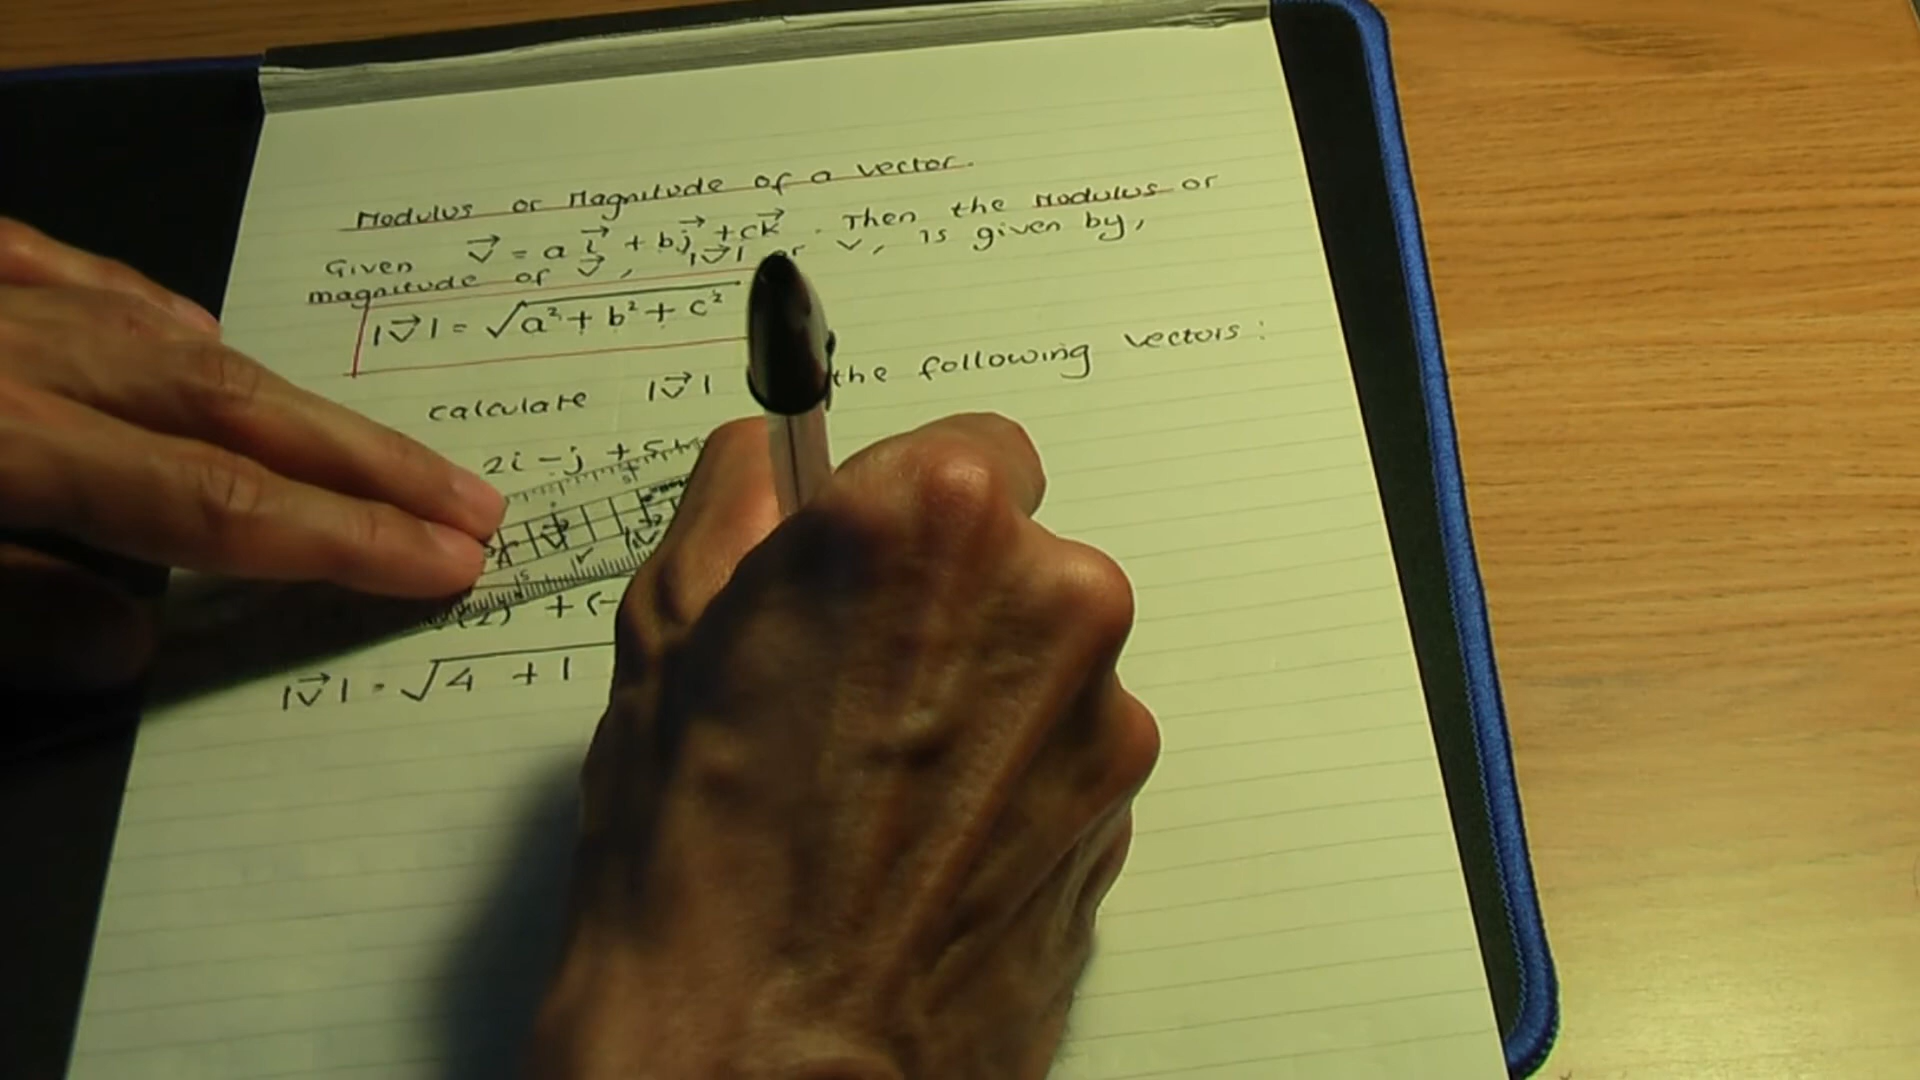 Modulus or Magnitude of a vector.
Given v⃗ = a i⃗ + b j⃗ + c k⃗ . Then the Modulus or
magnitude of v⃗ , |v⃗| or v, is given by,
|v⃗| = √a² + b² + c²
calculate |v⃗| the following vectors:
2i - j + 5
(2) + (-
|v⃗| = √4 + 1